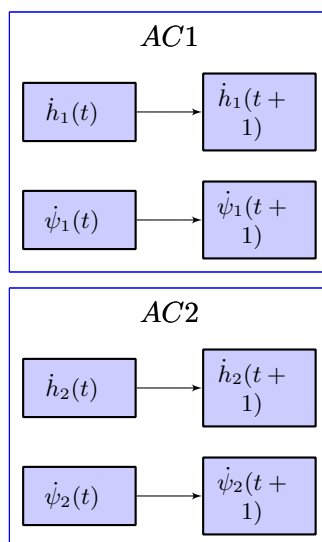 AC1
ḣ₁(t)
ḣ₁(t +
1)
ψ̇₁(t)
ψ̇₁(t +
1)
AC2
ḣ₂(t)
ḣ₂(t +
1)
ψ̇₂(t)
ψ̇₂(t +
1)